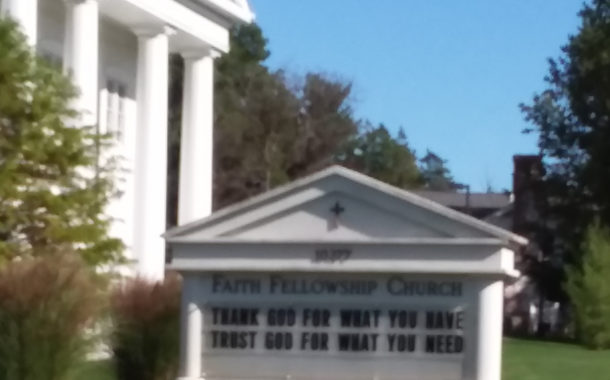 FAITH FELLOWSHIP CHURCH
THANK GOD FOR WHAT YOU HAVE
TRUST GOD FOR WHAT YOU NEED